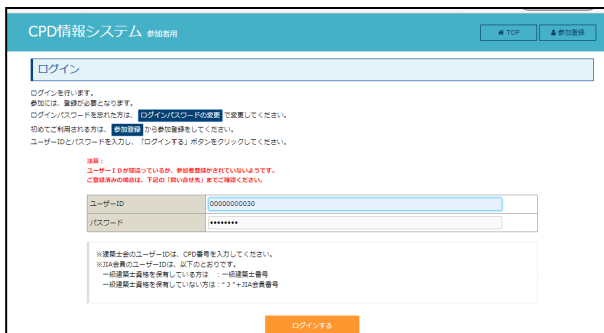 CPD情報システム 参加者用
TOP
参加登録
ログイン
ログインを行います。
参加には、登録が必要となります。
ログインパスワードを忘れた方は、 ログインパスワードの変更 で変更してください。
初めてご利用される方は、 参加登録 から参加登録をしてください。
ユーザーIDとパスワードを入力し、「ログインする」ボタンをクリックしてください。
注意：
ユーザーＩＤが間違っているか、参加者登録がされていないようです。
ご登録済みの場合は、下記の「問い合せ先」までご確認ください。
ユーザーID
00000000030
パスワード
••••••••
※建築士会のユーザーIDは、CPD番号を入力してください。
※JIA会員のユーザーIDは、以下のとおりです。
一級建築士資格を保有している方は ：一級建築士番号
一級建築士資格を保有していない方は：“Ｊ”+JIA会員番号
ログインする